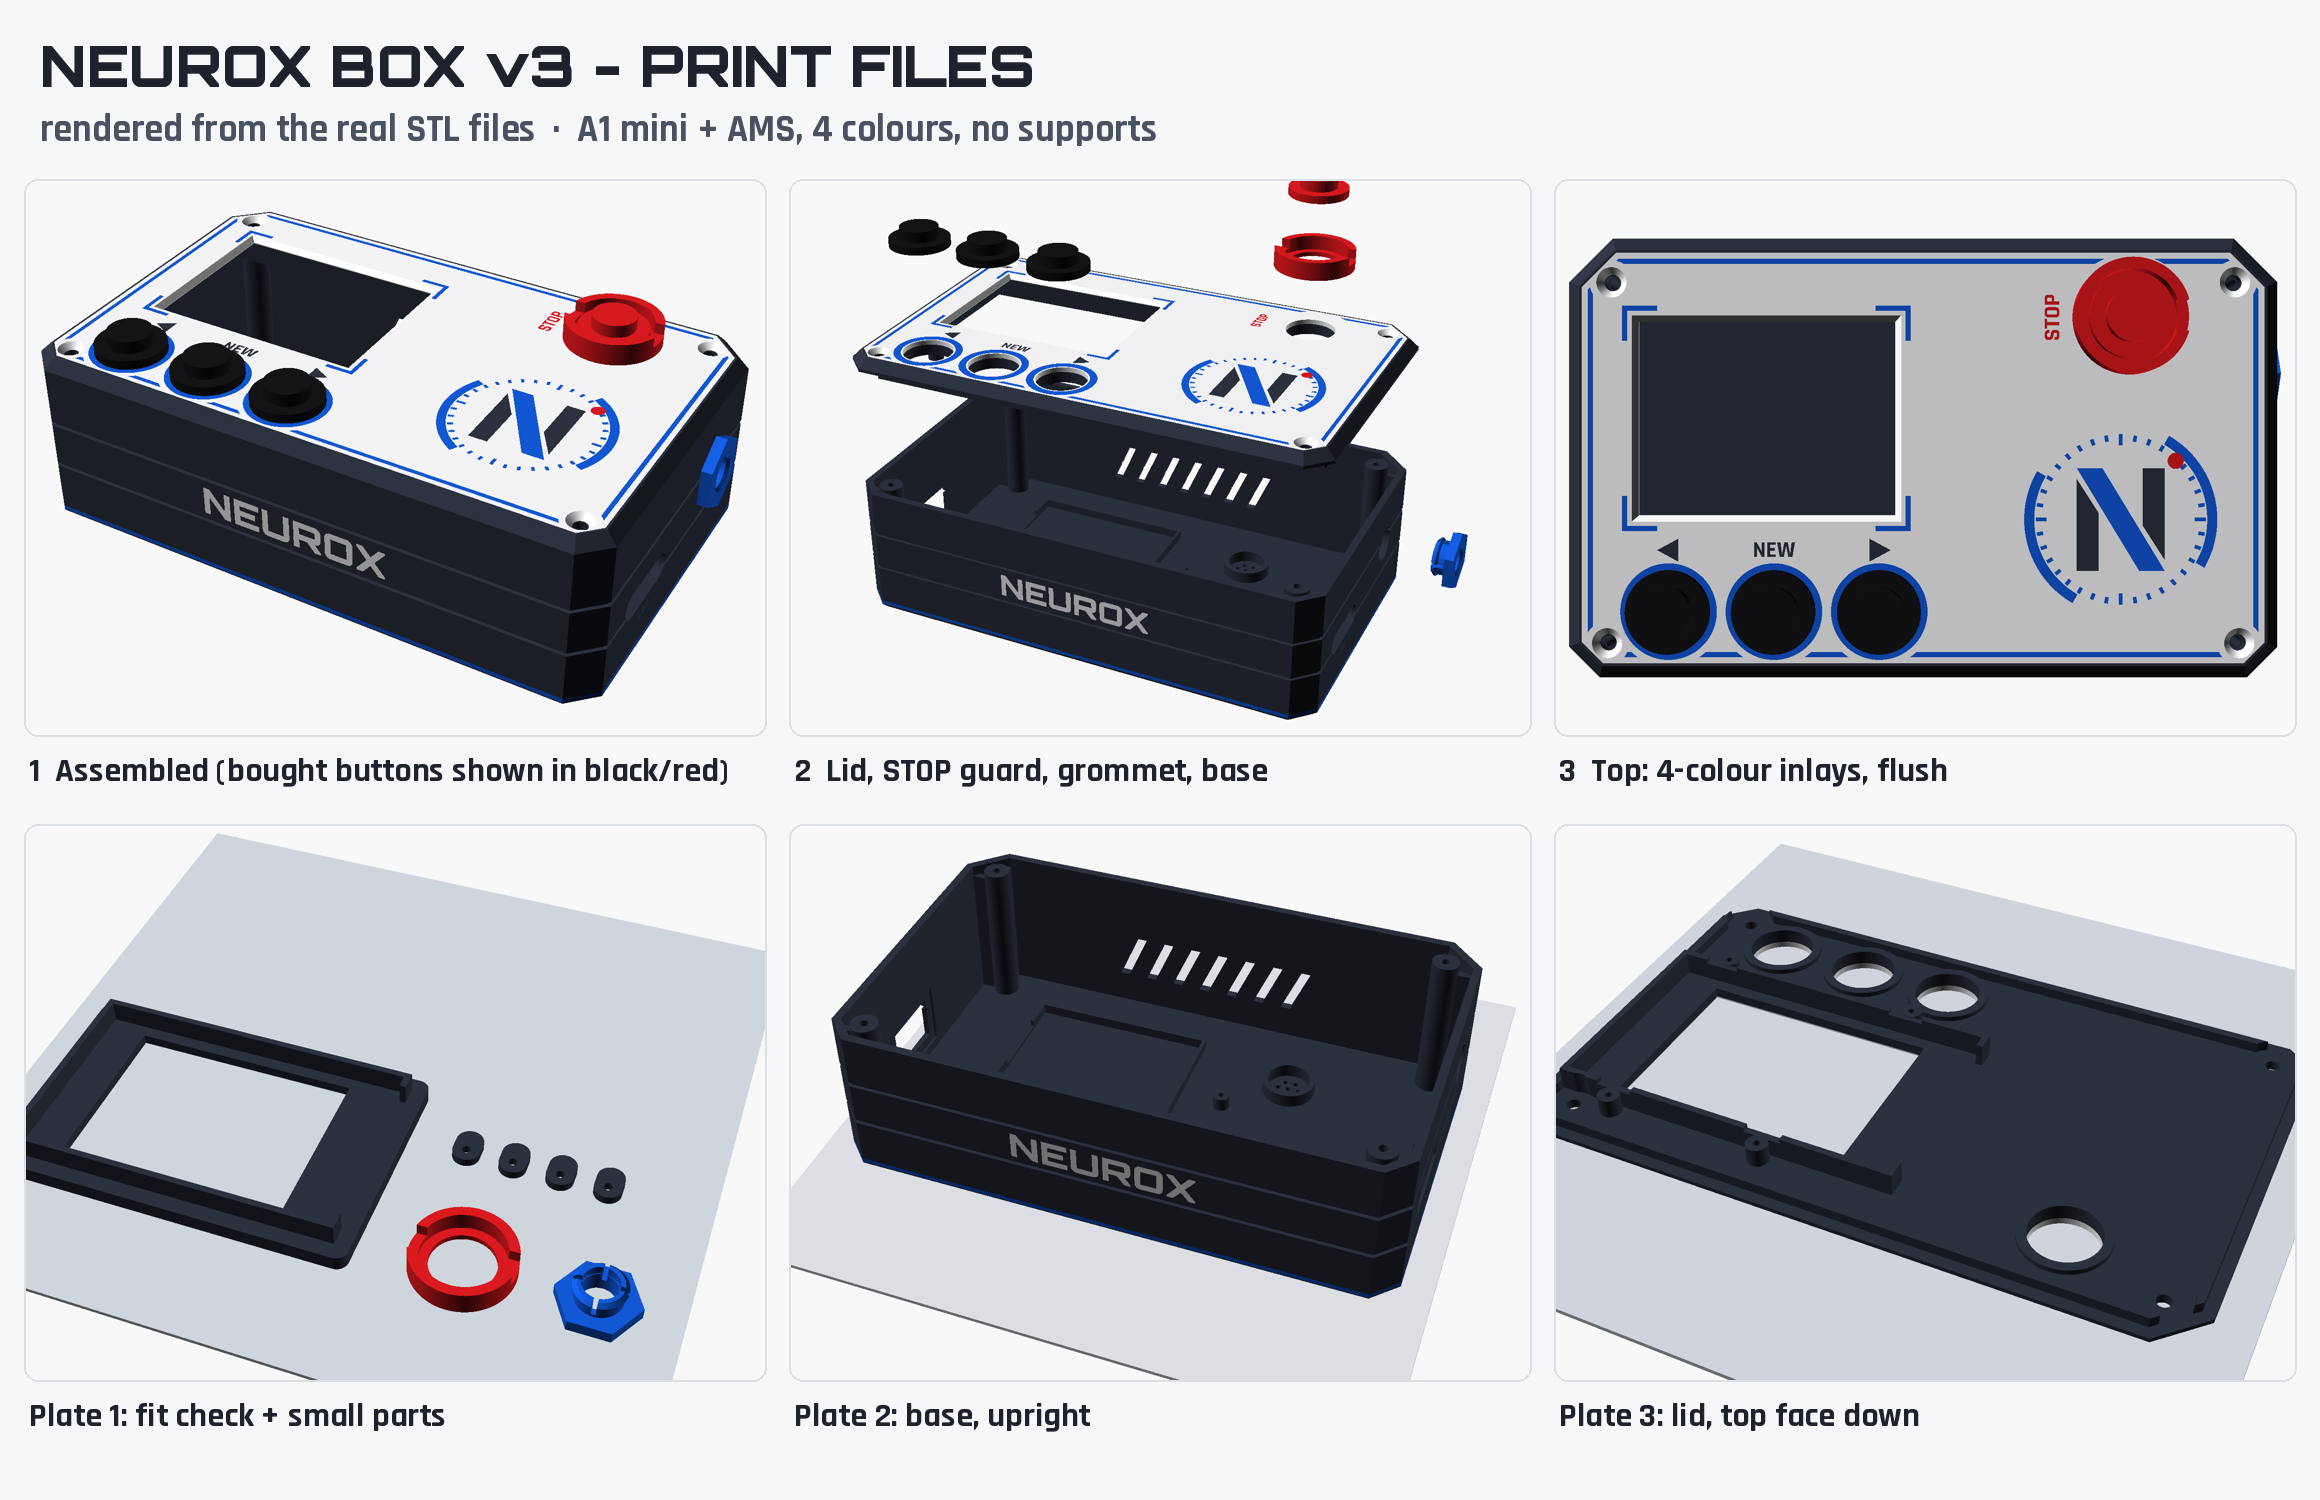 NEUROX BOX v3 - PRINT FILES
rendered from the real STL files · A1 mini + AMS, 4 colours, no supports
STOP
NEW
N
NEUROX
1 Assembled (bought buttons shown in black/red)
STOP
NEW
N
NEUROX
2 Lid, STOP guard, grommet, base
STOP
NEW
N
3 Top: 4-colour inlays, flush
Plate 1: fit check + small parts
NEUROX
Plate 2: base, upright
Plate 3: lid, top face down